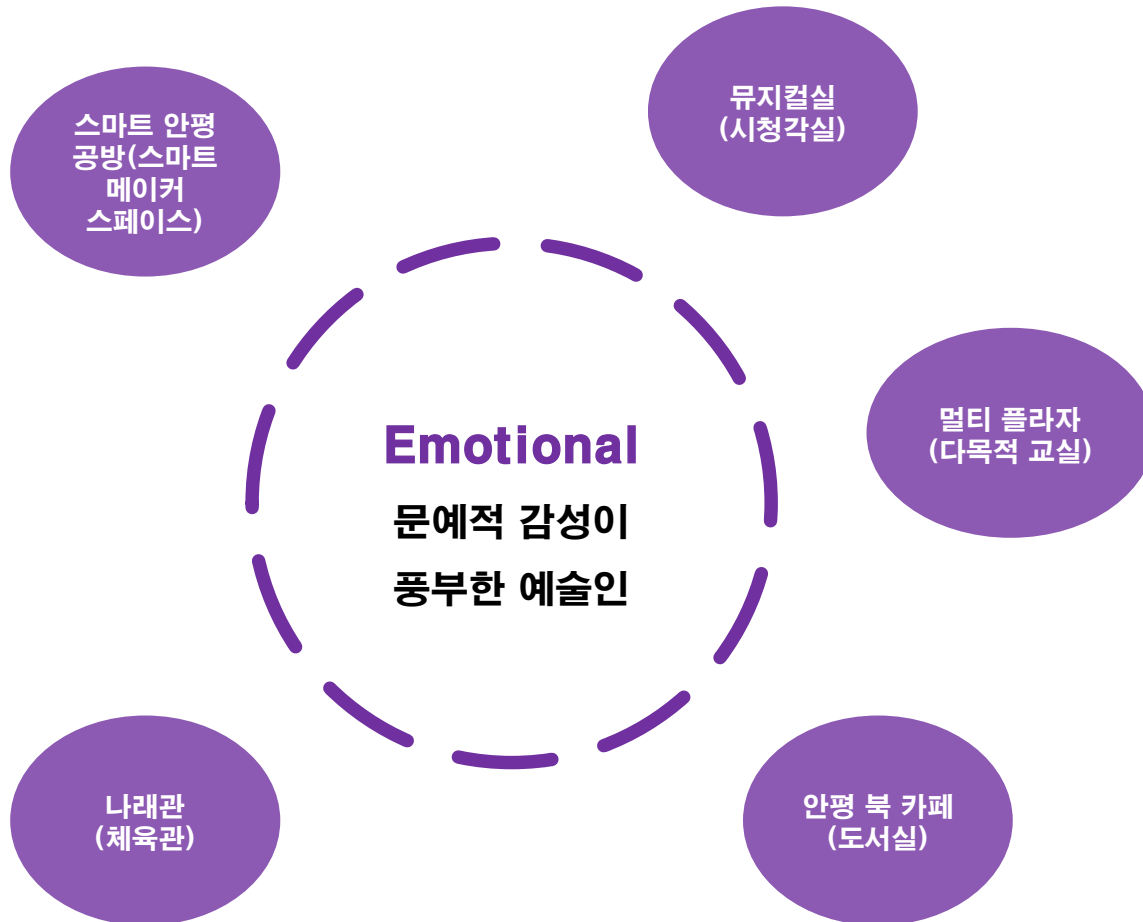 뮤지컬실
(시청각실)
스마트 안평
공방(스마트
메이커
스페이스)
멀티 플라자
(다목적 교실)
Emotional
문예적 감성이
풍부한 예술인
나래관
(체육관)
안평 북 카페
(도서실)